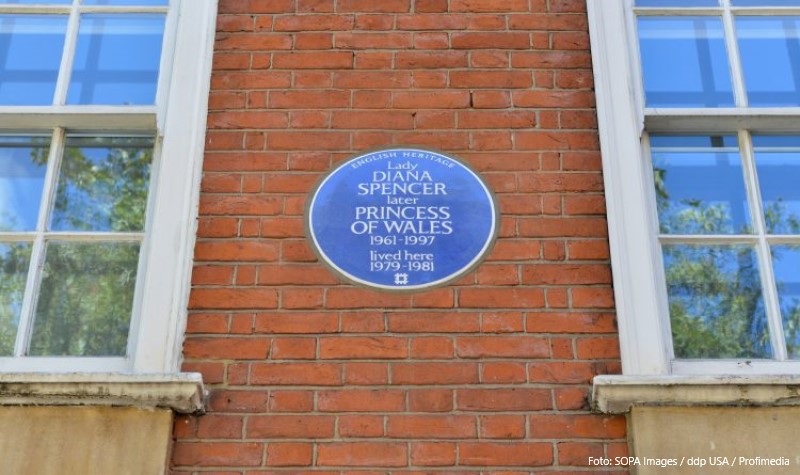 ENGLISH HERITAGE
Lady
DIANA
SPENCER
later
PRINCESS
OF WALES
1961-1997
lived here
1979-1981
Foto: SOPA Images / ddp USA / Profimedia